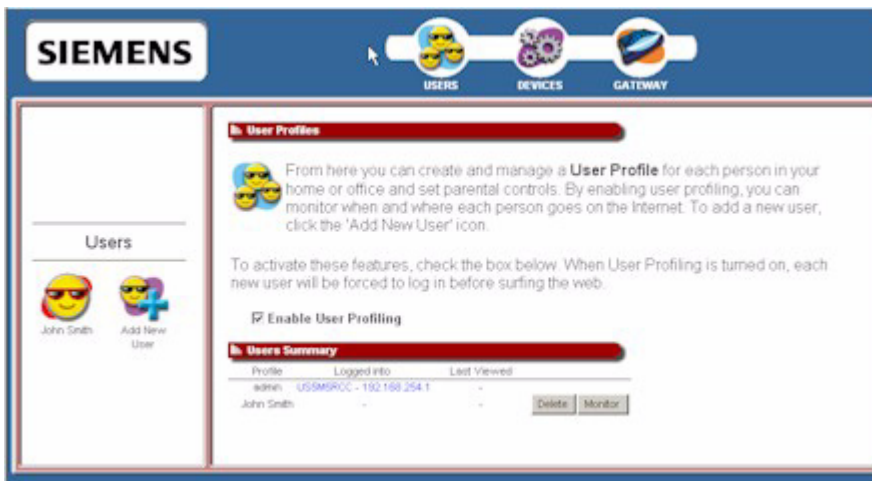 SIEMENS
USERS DEVICES GATEWAY
User Profiles
From here you can create and manage a User Profile for each person in your
home or office and set parental controls. By enabling user profiling, you can
monitor when and where each person goes on the Internet. To add a new user,
click the 'Add New User' icon.
Users
To activate these features, check the box below. When User Profiling is turned on, each
new user will be forced to log in before surfing the web.
John Smith
Add New
User
Enable User Profiling
Users Summary
Profile Logged into Last Viewed
admin USSM5RCC - 192.168.254.1 -
John Smith - - Delete Monitor